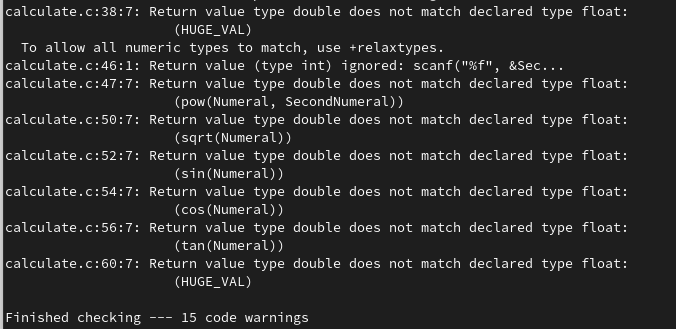 calculate.c:38:7: Return value type double does not match declared type float:
(HUGE_VAL)
To allow all numeric types to match, use +relaxtypes.
calculate.c:46:1: Return value (type int) ignored: scanf("%f", &Sec...
calculate.c:47:7: Return value type double does not match declared type float:
(pow(Numeral, SecondNumeral))
calculate.c:50:7: Return value type double does not match declared type float:
(sqrt(Numeral))
calculate.c:52:7: Return value type double does not match declared type float:
(sin(Numeral))
calculate.c:54:7: Return value type double does not match declared type float:
(cos(Numeral))
calculate.c:56:7: Return value type double does not match declared type float:
(tan(Numeral))
calculate.c:60:7: Return value type double does not match declared type float:
(HUGE_VAL)
Finished checking --- 15 code warnings